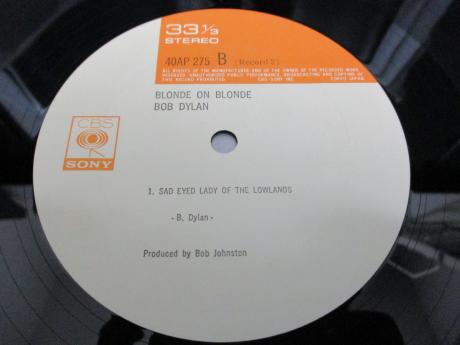 33 1/3
STEREO
40AP 275 B (Record 2)
ALL RIGHTS OF THE MANUFACTURER AND OF THE OWNER OF THE RECORDED WORK
RESERVED. UNAUTHORIZED PUBLIC PERFORMANCE, BROADCASTING AND COPYING OF
THIS RECORD PROHIBITED. CBS/SONY INC. TOKYO JAPAN
BLONDE ON BLONDE
BOB DYLAN
CBS
SONY
1. SAD EYED LADY OF THE LOWLANDS
-B. Dylan-
Produced by Bob Johnston